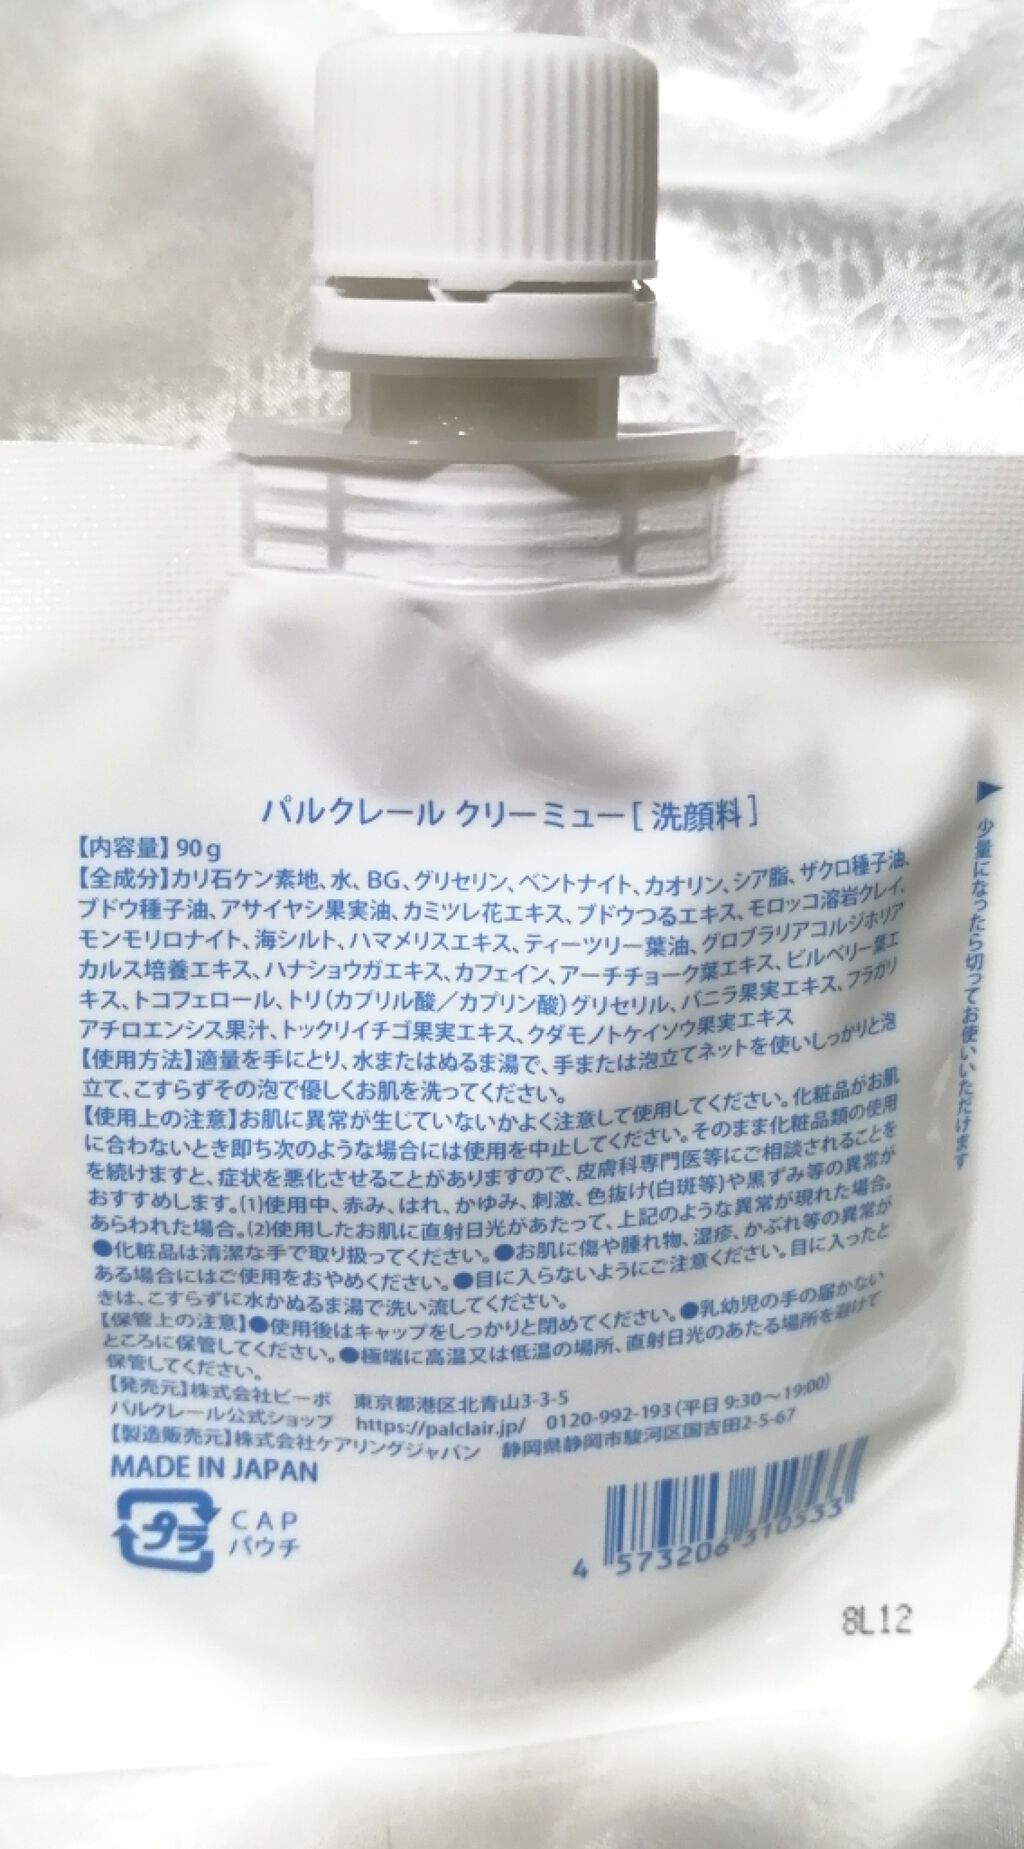 パルクレール クリーミュー[洗顔料]
【内容量】90g
【全成分】カリ石ケン素地、水、BG、グリセリン、ベントナイト、カオリン、シア脂、ザクロ種子油、
ブドウ種子油、アサイヤシ果実油、カミツレ花エキス、ブドウつるエキス、モロッコ溶岩クレイ、
モンモリロナイト、海シルト、ハマメリスエキス、ティーツリー葉油、グロブラリアコルジホリア
カルス培養エキス、ハナショウガエキス、カフェイン、アーチチョーク葉エキス、ビルベリー葉エ
キス、トコフェロール、トリ(カプリル酸/カプリン酸)グリセリル、バニラ果実エキス、フラガリ
アチロエンシス果汁、トックリイチゴ果実エキス、クダモノトケイソウ果実エキス
【使用方法】適量を手にとり、水またはぬるま湯で、手または泡立てネットを使いしっかりと泡
立て、こすらずその泡で優しくお肌を洗ってください。
【使用上の注意】お肌に異常が生じていないかよく注意して使用してください。化粧品がお肌
に合わないとき即ち次のような場合には使用を中止してください。そのまま化粧品類の使用
を続けますと、症状を悪化させることがありますので、皮膚科専門医等にご相談されることを
おすすめします。(1)使用中、赤み、はれ、かゆみ、刺激、色抜け(白斑等)や黒ずみ等の異常が
あらわれた場合。(2)使用したお肌に直射日光があたって、上記のような異常が現れた場合。
●化粧品は清潔な手で取り扱ってください。●お肌に傷や腫れ物、湿疹、かぶれ等の異常が
ある場合にはご使用をおやめください。●目に入らないようにご注意ください。目に入ったと
きは、こすらずに水かぬるま湯で洗い流してください。
【保管上の注意】●使用後はキャップをしっかりと閉めてください。●乳幼児の手の届かない
ところに保管してください。●極端に高温又は低温の場所、直射日光のあたる場所を避けて
保管してください。
【発売元】株式会社ビーボ 東京都港区北青山3-3-5
パルクレール公式ショップ https://palclair.jp/ 0120-992-193(平日 9:30〜19:00)
【製造販売元】株式会社ケアリングジャパン 静岡県静岡市駿河区国吉田2-5-67
MADE IN JAPAN
プラ
CAP
パウチ
4 573206 310533
8L12
▶少量になったら切ってお使いいただけます